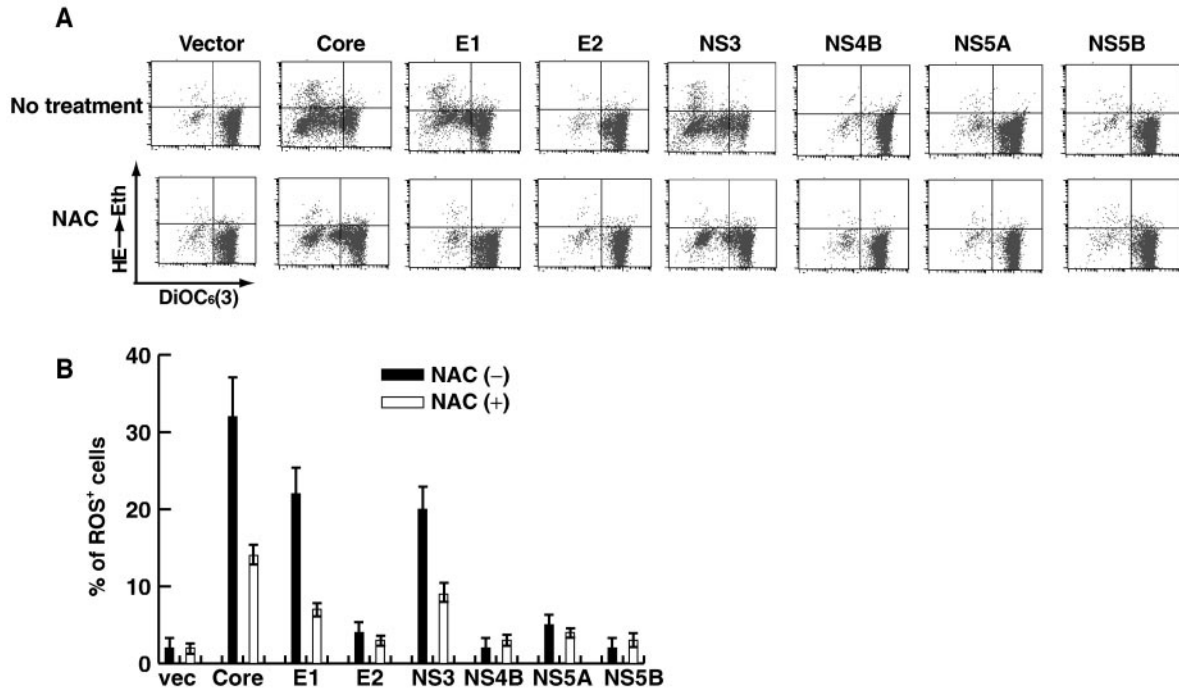 A
Vector Core E1 E2 NS3 NS4B NS5A NS5B
No treatment
NAC
HE→Eth
DiOC₆(3)
B
40
30
20
10
0
% of ROS⁺ cells
NAC (−)
NAC (+)
vec Core E1 E2 NS3 NS4B NS5A NS5B